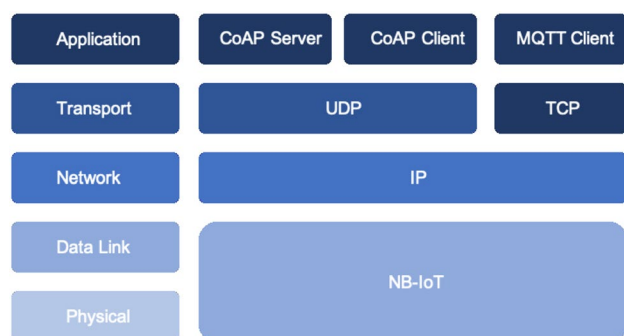 Application CoAP Server CoAP Client MQTT Client
Transport UDP TCP
Network IP
Data Link
NB-IoT
Physical